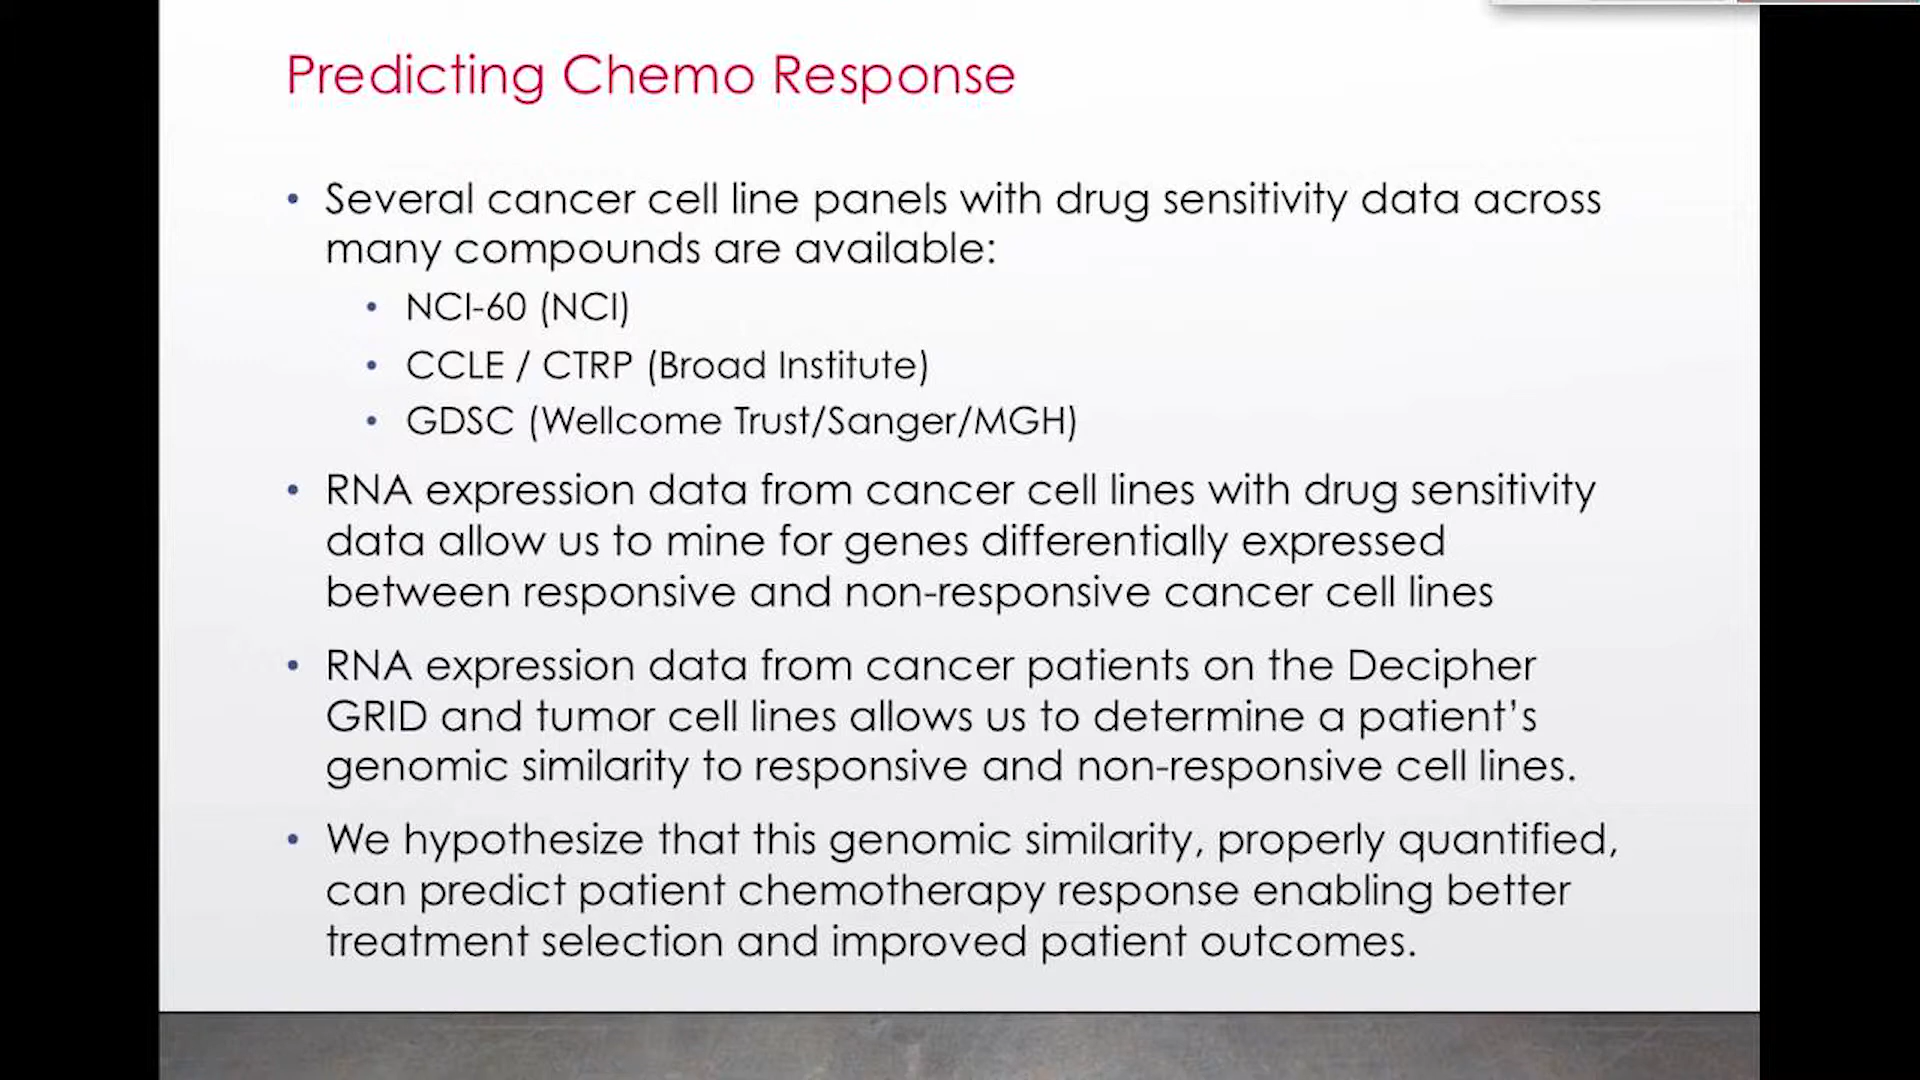 Predicting Chemo Response
• Several cancer cell line panels with drug sensitivity data across
many compounds are available:
• NCI-60 (NCI)
• CCLE / CTRP (Broad Institute)
• GDSC (Wellcome Trust/Sanger/MGH)
• RNA expression data from cancer cell lines with drug sensitivity
data allow us to mine for genes differentially expressed
between responsive and non-responsive cancer cell lines
• RNA expression data from cancer patients on the Decipher
GRID and tumor cell lines allows us to determine a patient’s
genomic similarity to responsive and non-responsive cell lines.
• We hypothesize that this genomic similarity, properly quantified,
can predict patient chemotherapy response enabling better
treatment selection and improved patient outcomes.